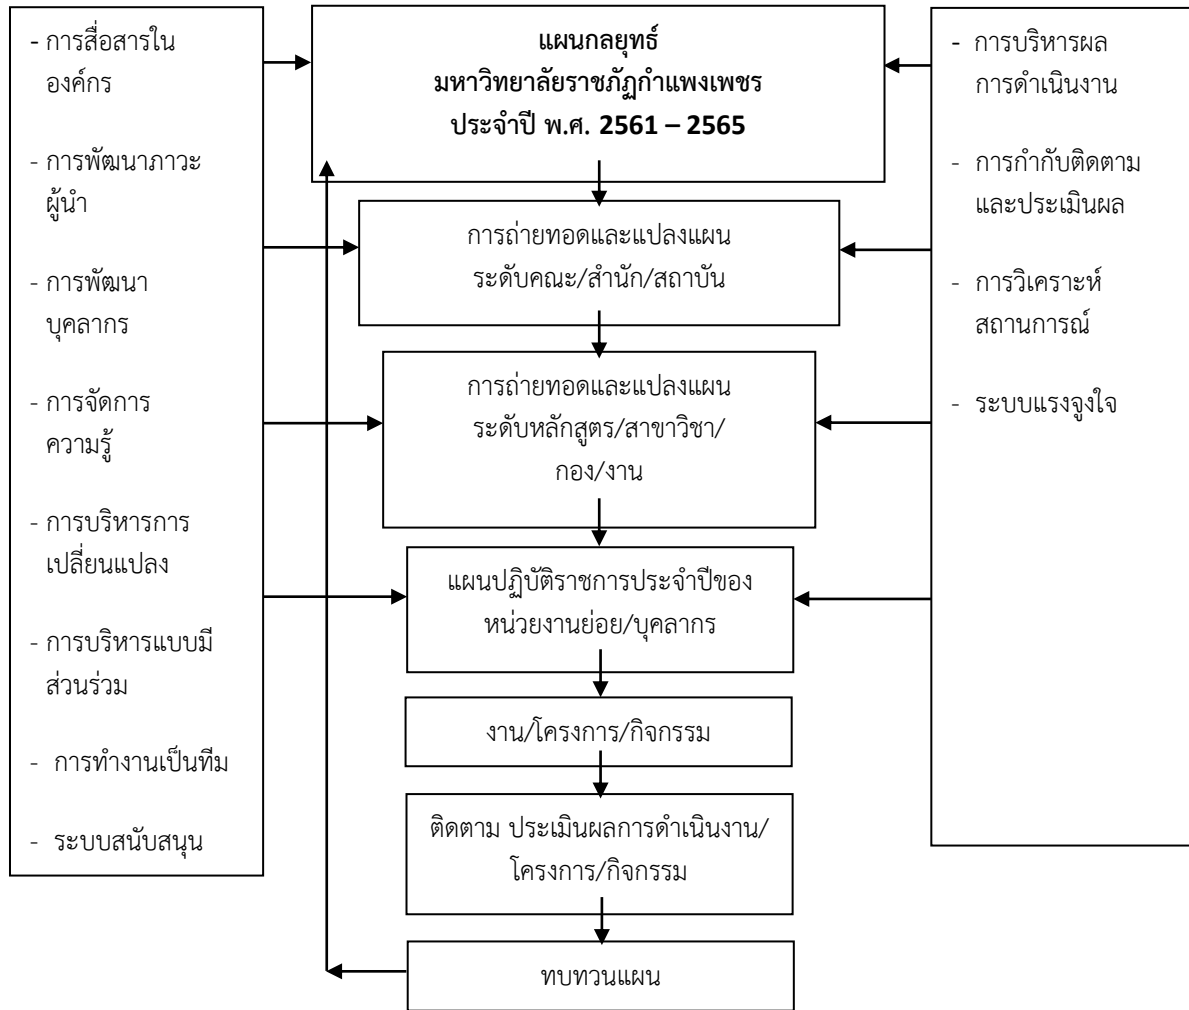 - การสื่อสารใน
องค์กร
- การพัฒนาภาวะ
ผู้นำ
- การพัฒนา
บุคลากร
- การจัดการ
ความรู้
- การบริหารการ
เปลี่ยนแปลง
- การบริหารแบบมี
ส่วนร่วม
- การทำงานเป็นทีม
- ระบบสนับสนุน
แผนกลยุทธ์
มหาวิทยาลัยราชภัฏกำแพงเพชร
ประจำปี พ.ศ. 2561 – 2565
การถ่ายทอดและแปลงแผน
ระดับคณะ/สำนัก/สถาบัน
การถ่ายทอดและแปลงแผน
ระดับหลักสูตร/สาขาวิชา/
กอง/งาน
แผนปฏิบัติราชการประจำปีของ
หน่วยงานย่อย/บุคลากร
งาน/โครงการ/กิจกรรม
ติดตาม ประเมินผลการดำเนินงาน/
โครงการ/กิจกรรม
ทบทวนแผน
- การบริหารผล
การดำเนินงาน
- การกำกับติดตาม
และประเมินผล
- การวิเคราะห์
สถานการณ์
- ระบบแรงจูงใจ